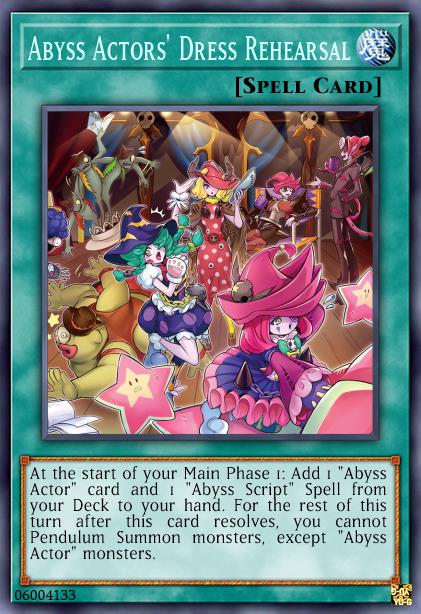 Abyss Actors' Dress Rehearsal
魔
[Spell Card]
At the start of your Main Phase 1: Add 1 "Abyss
Actor" card and 1 "Abyss Script" Spell from
your Deck to your hand. For the rest of this
turn after this card resolves, you cannot
Pendulum Summon monsters, except "Abyss
Actor" monsters.
06004133